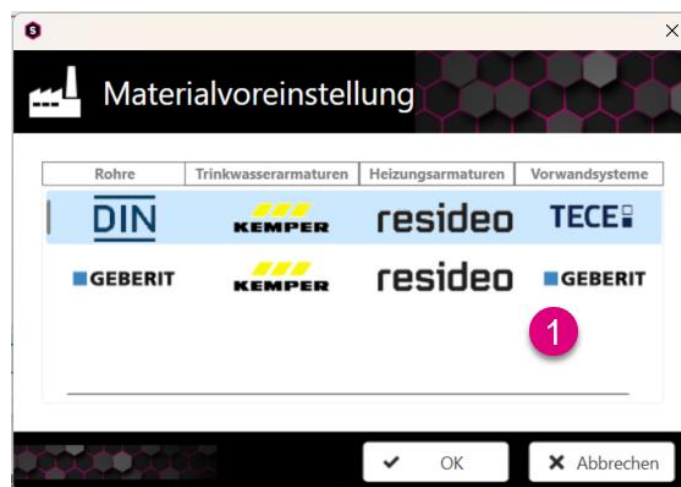 S
Materialvoreinstellung
Rohre Trinkwasserarmaturen Heizungsarmaturen Vorwandsysteme
DIN KEMPER resideo TECE
GEBERIT KEMPER resideo GEBERIT
1
OK Abbrechen